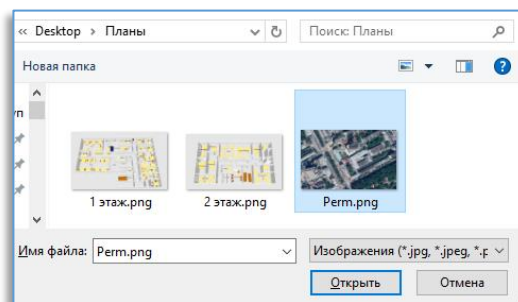 « Desktop > Планы
Поиск: Планы
Новая папка
1 этаж.png
2 этаж.png
Perm.png
Имя файла: Perm.png
Изображения (*.jpg, *.jpeg, *.
Открыть
Отмена